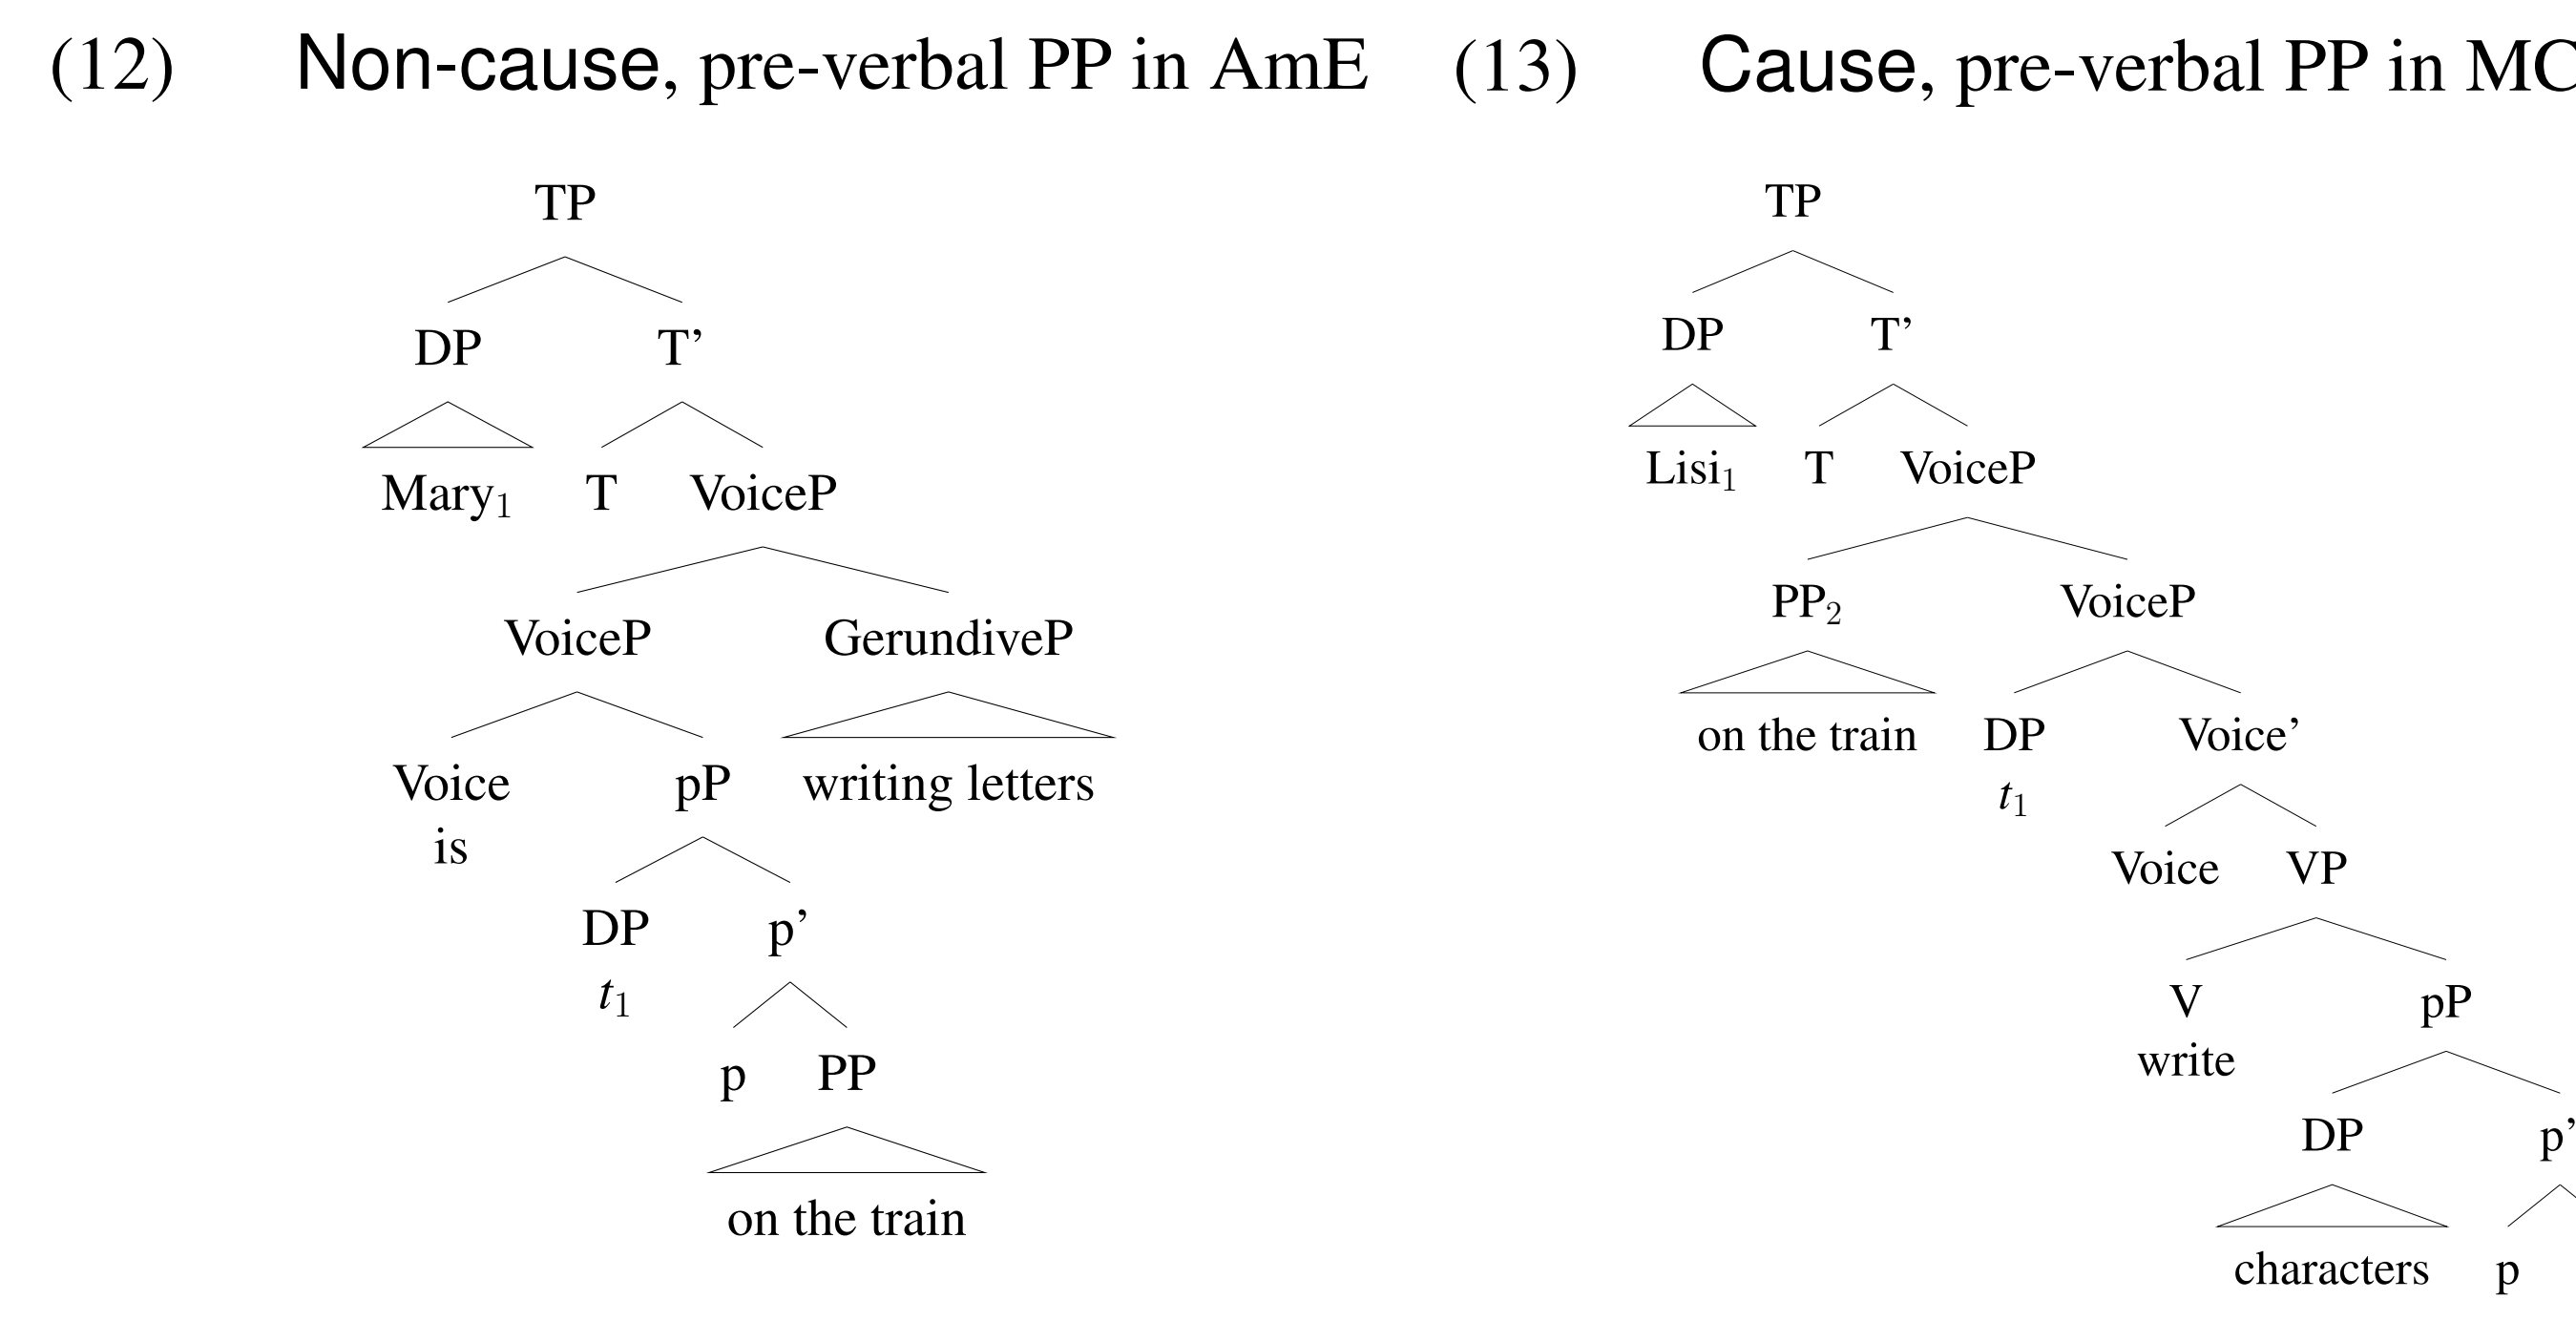 (12) Non-cause, pre-verbal PP in AmE
TP
DP T’
Mary₁ T VoiceP
VoiceP GerundiveP
Voice pP writing letters
is
DP p’
t₁
p PP
on the train
(13) Cause, pre-verbal PP in MC
TP
DP T’
Lisi₁ T VoiceP
PP₂ VoiceP
on the train DP Voice’
t₁
Voice VP
V pP
write
DP p’
characters p